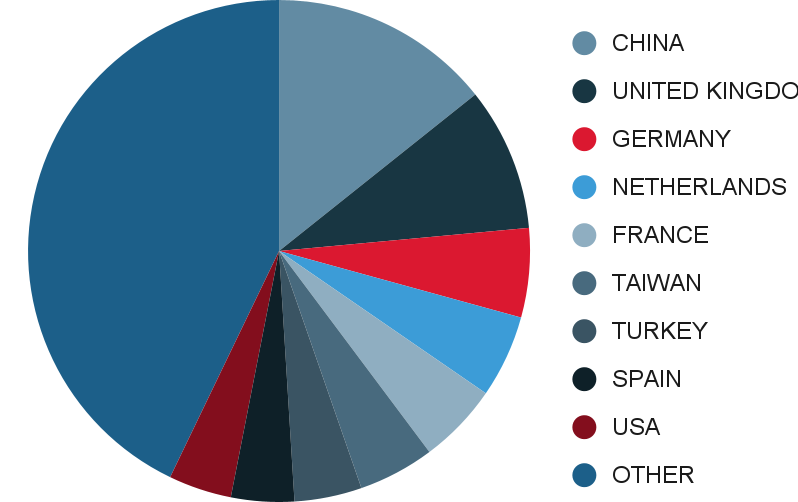 CHINA
UNITED KINGDO
GERMANY
NETHERLANDS
FRANCE
TAIWAN
TURKEY
SPAIN
USA
OTHER